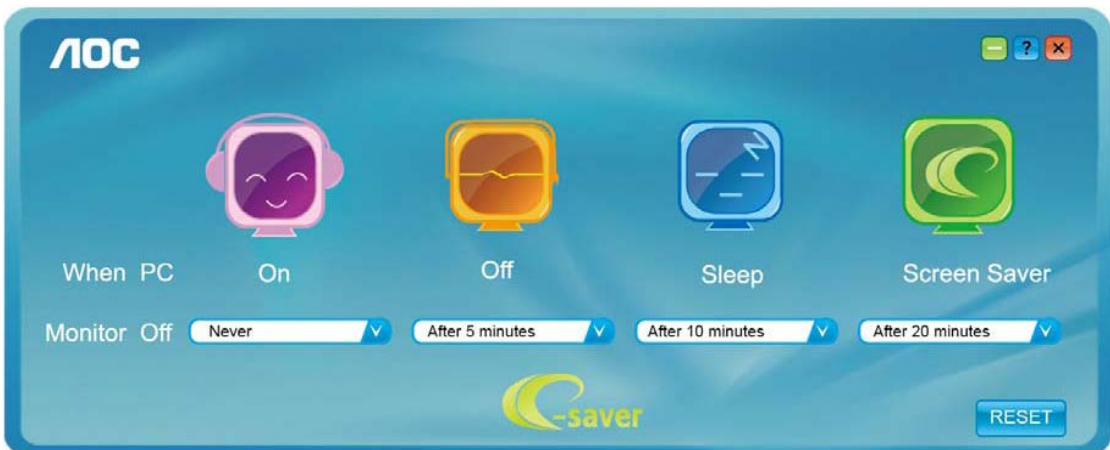 AOC
?
When PC On Off Sleep Screen Saver
Monitor Off Never After 5 minutes After 10 minutes After 20 minutes
e-saver
RESET